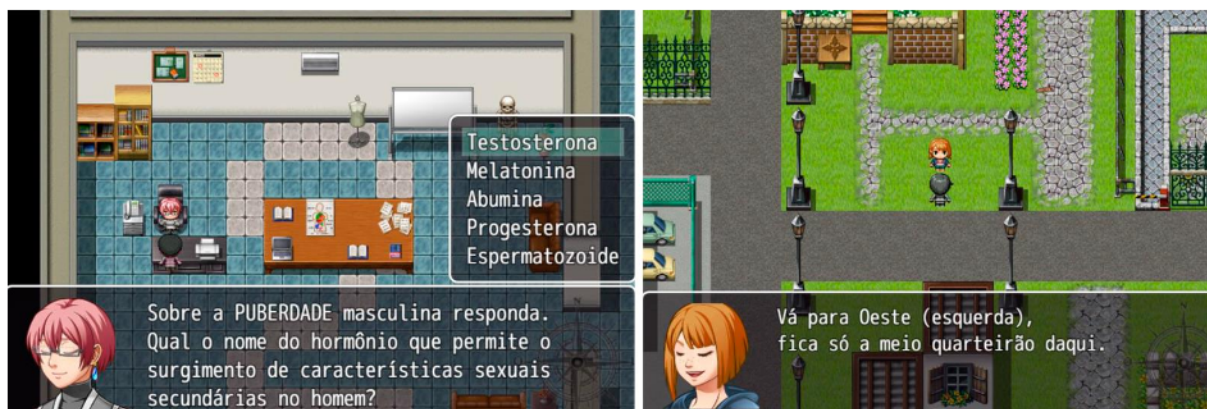 Testosterona
Melatonina
Abumina
Progesterona
Espermatozoide
Sobre a PUBERDADE masculina responda.
Qual o nome do hormônio que permite o
surgimento de características sexuais
secundárias no homem?
Vá para Oeste (esquerda),
fica só a meio quarteirão daqui.